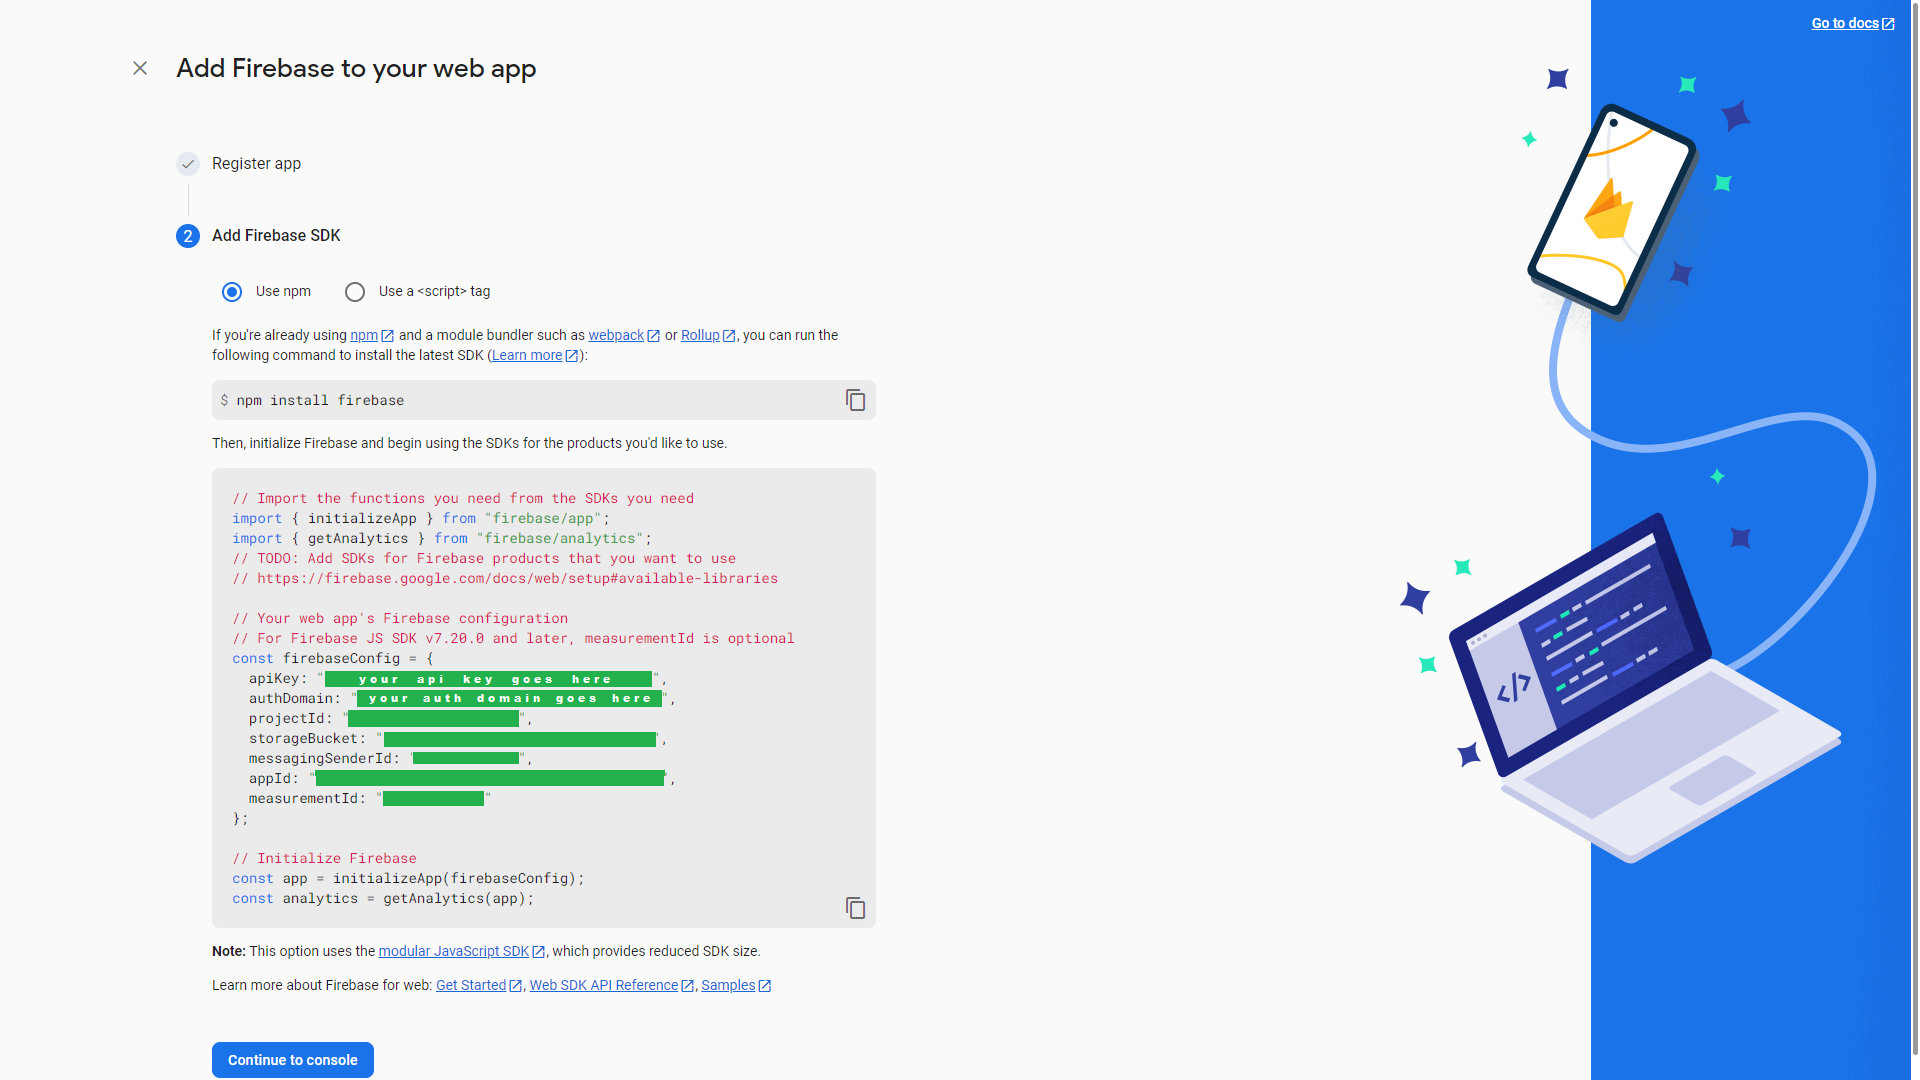 Go to docs
Add Firebase to your web app
Register app
2 Add Firebase SDK
Use npm Use a <script> tag
If you're already using npm and a module bundler such as webpack or Rollup, you can run the
following command to install the latest SDK (Learn more):
$ npm install firebase
Then, initialize Firebase and begin using the SDKs for the products you'd like to use.
// Import the functions you need from the SDKs you need
import { initializeApp } from "firebase/app";
import { getAnalytics } from "firebase/analytics";
// TODO: Add SDKs for Firebase products that you want to use
// https://firebase.google.com/docs/web/setup#available-libraries
// Your web app's Firebase configuration
// For Firebase JS SDK v7.20.0 and later, measurementId is optional
const firebaseConfig = {
apiKey: "your api key goes here",
authDomain: "your auth domain goes here",
projectId: "",
storageBucket: "",
messagingSenderId: "",
appId: "",
measurementId: ""
};
// Initialize Firebase
const app = initializeApp(firebaseConfig);
const analytics = getAnalytics(app);
Note: This option uses the modular JavaScript SDK, which provides reduced SDK size.
Learn more about Firebase for web: Get Started, Web SDK API Reference, Samples
Continue to console